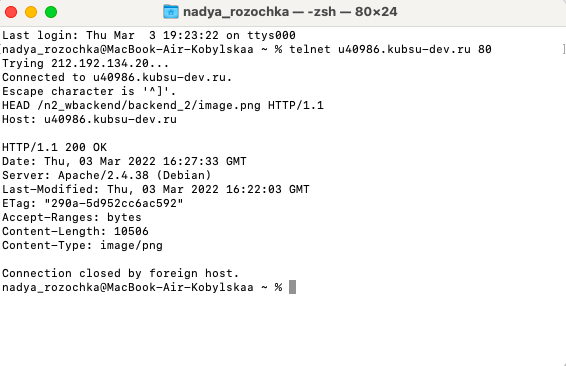 nadya_rozochka — -zsh — 80×24
Last login: Thu Mar  3 19:23:22 on ttys000
[nadya_rozochka@MacBook-Air-Kobylskaa ~ % telnet u40986.kubsu-dev.ru 80 ]
Trying 212.192.134.20...
Connected to u40986.kubsu-dev.ru.
Escape character is '^]'.
HEAD /n2_wbackend/backend_2/image.png HTTP/1.1
Host: u40986.kubsu-dev.ru
HTTP/1.1 200 OK
Date: Thu, 03 Mar 2022 16:27:33 GMT
Server: Apache/2.4.38 (Debian)
Last-Modified: Thu, 03 Mar 2022 16:22:03 GMT
ETag: "290a-5d952cc6ac592"
Accept-Ranges: bytes
Content-Length: 10506
Content-Type: image/png
Connection closed by foreign host.
nadya_rozochka@MacBook-Air-Kobylskaa ~ %